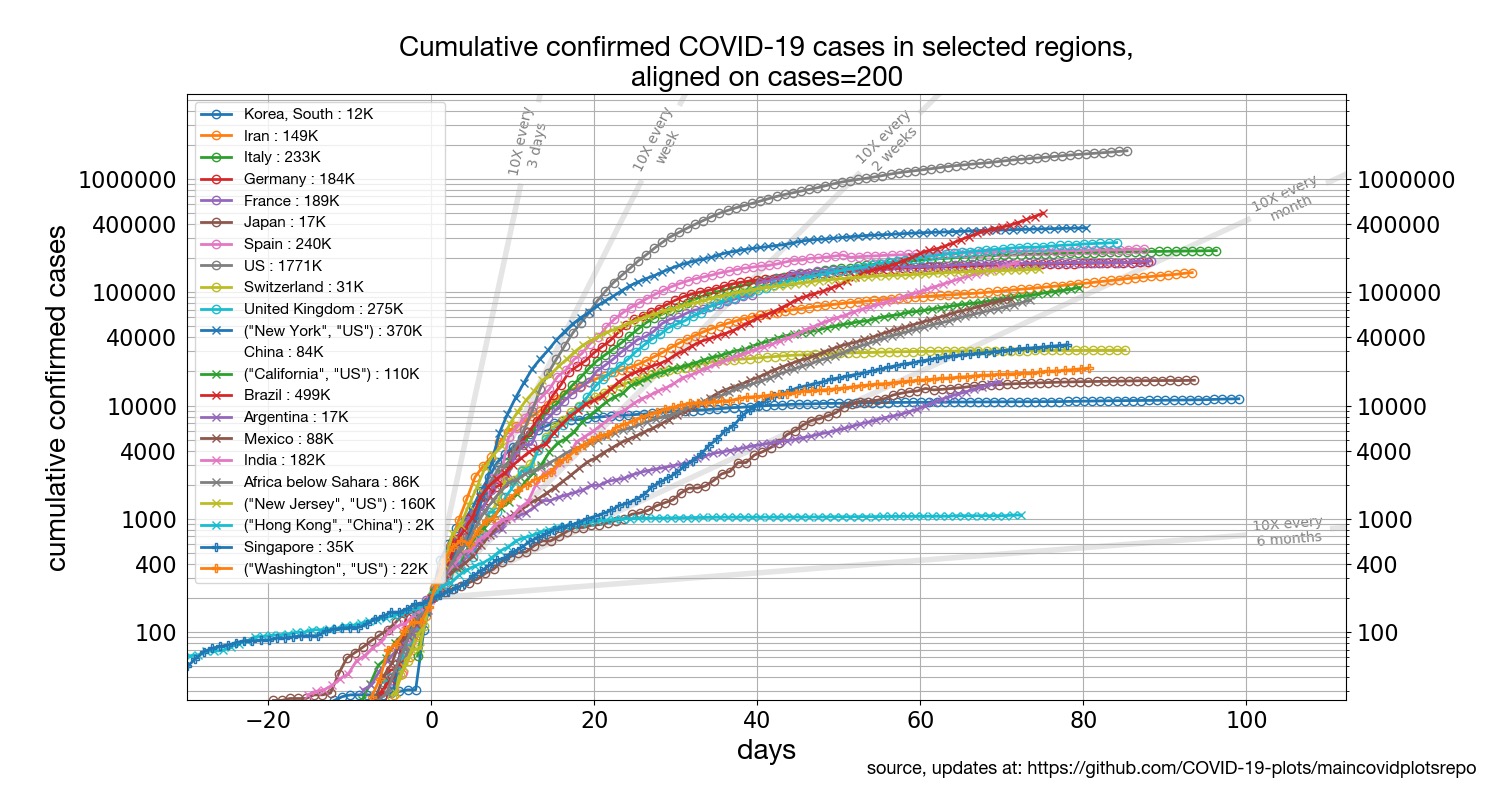 Cumulative confirmed COVID-19 cases in selected regions,
aligned on cases=200
10X every
3 days
10X every
week
10X every
2 weeks
10X every
month
10X every
6 months
Korea, South : 12K
Iran : 149K
Italy : 233K
Germany : 184K
France : 189K
Japan : 17K
Spain : 240K
US : 1771K
Switzerland : 31K
United Kingdom : 275K
("New York", "US") : 370K
China : 84K
("California", "US") : 110K
Brazil : 499K
Argentina : 17K
Mexico : 88K
India : 182K
Africa below Sahara : 86K
("New Jersey", "US") : 160K
("Hong Kong", "China") : 2K
Singapore : 35K
("Washington", "US") : 22K
cumulative confirmed cases
1000000
400000
100000
40000
10000
4000
1000
400
100
1000000
400000
100000
40000
10000
4000
1000
400
100
−20
0
20
40
60
80
100
days
source, updates at: https://github.com/COVID-19-plots/maincovidplotsrepo